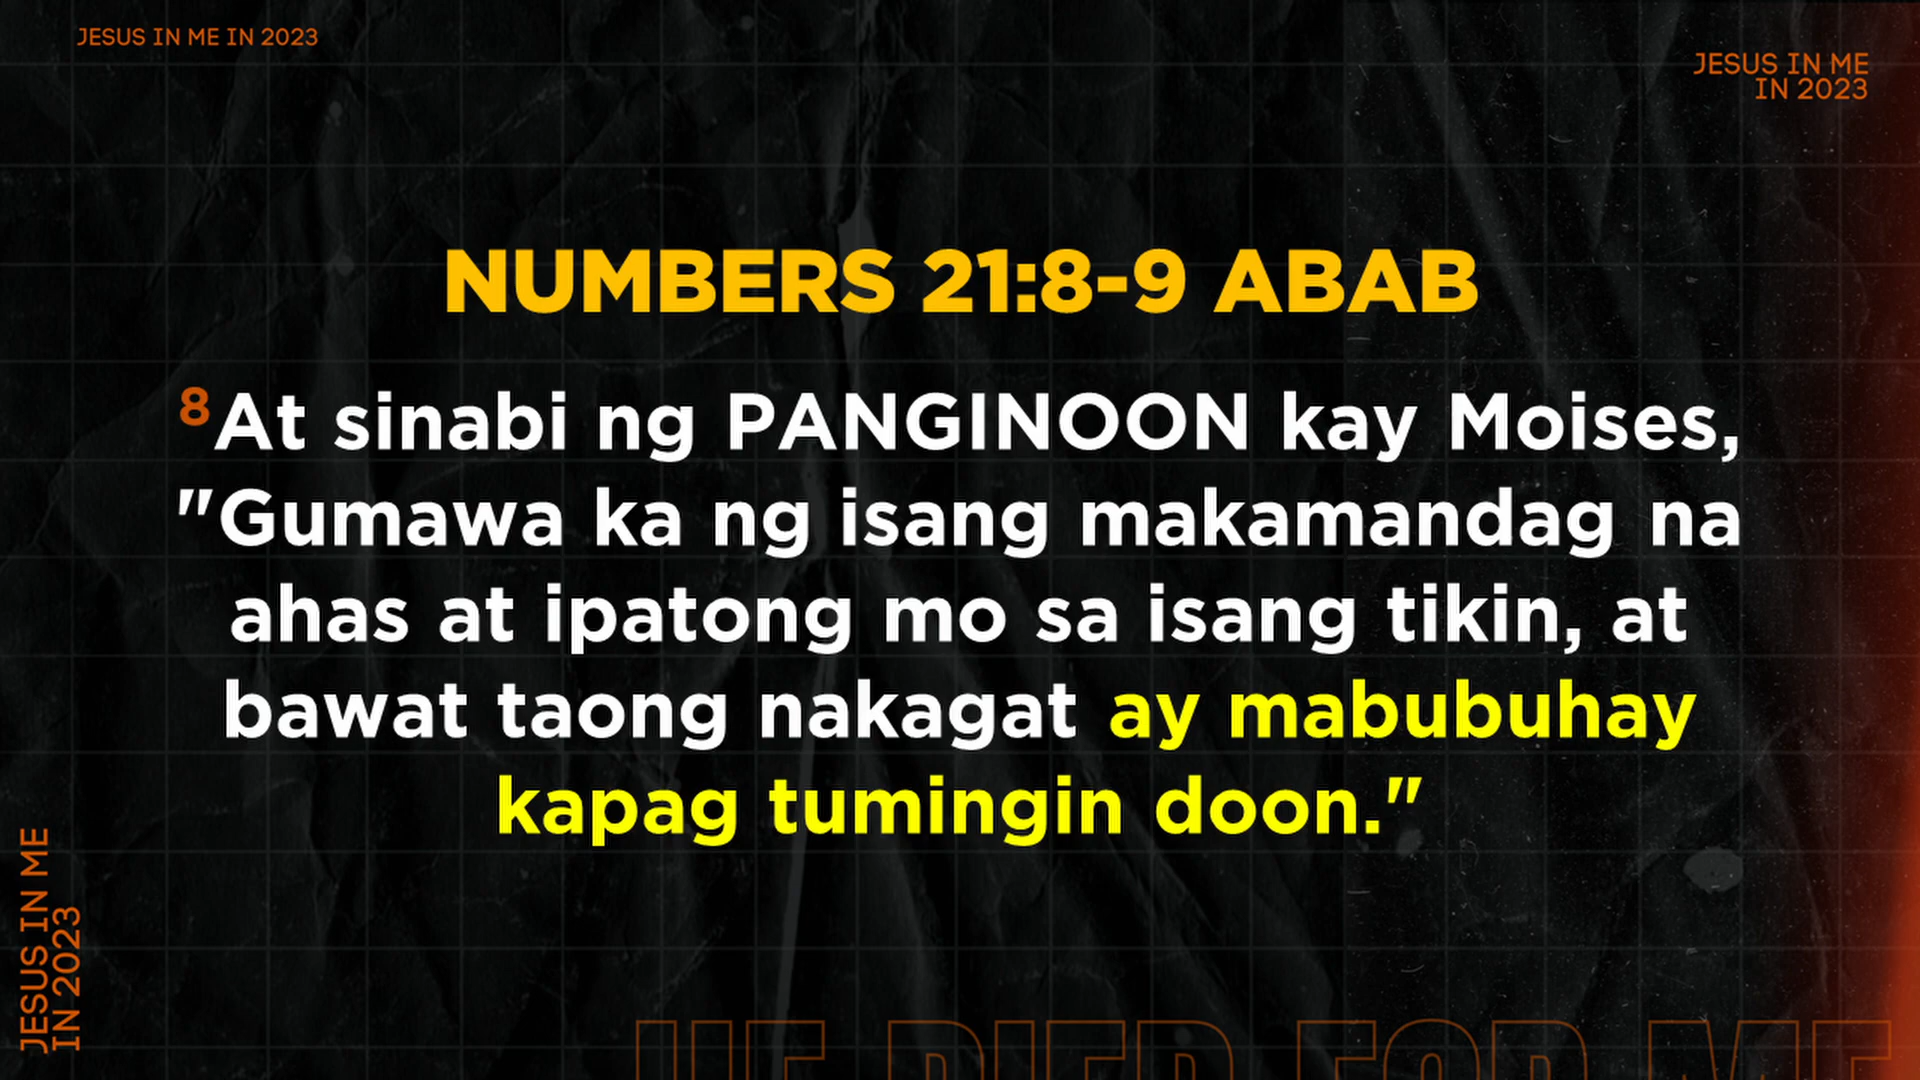 JESUS IN ME IN 2023
JESUS IN ME
IN 2023
NUMBERS 21:8-9 ABAB
8At sinabi ng PANGINOON kay Moises,
"Gumawa ka ng isang makamandag na
ahas at ipatong mo sa isang tikin, at
bawat taong nakagat ay mabubuhay
kapag tumingin doon."
JESUS IN ME
IN 2023
HE DIED FOR ME